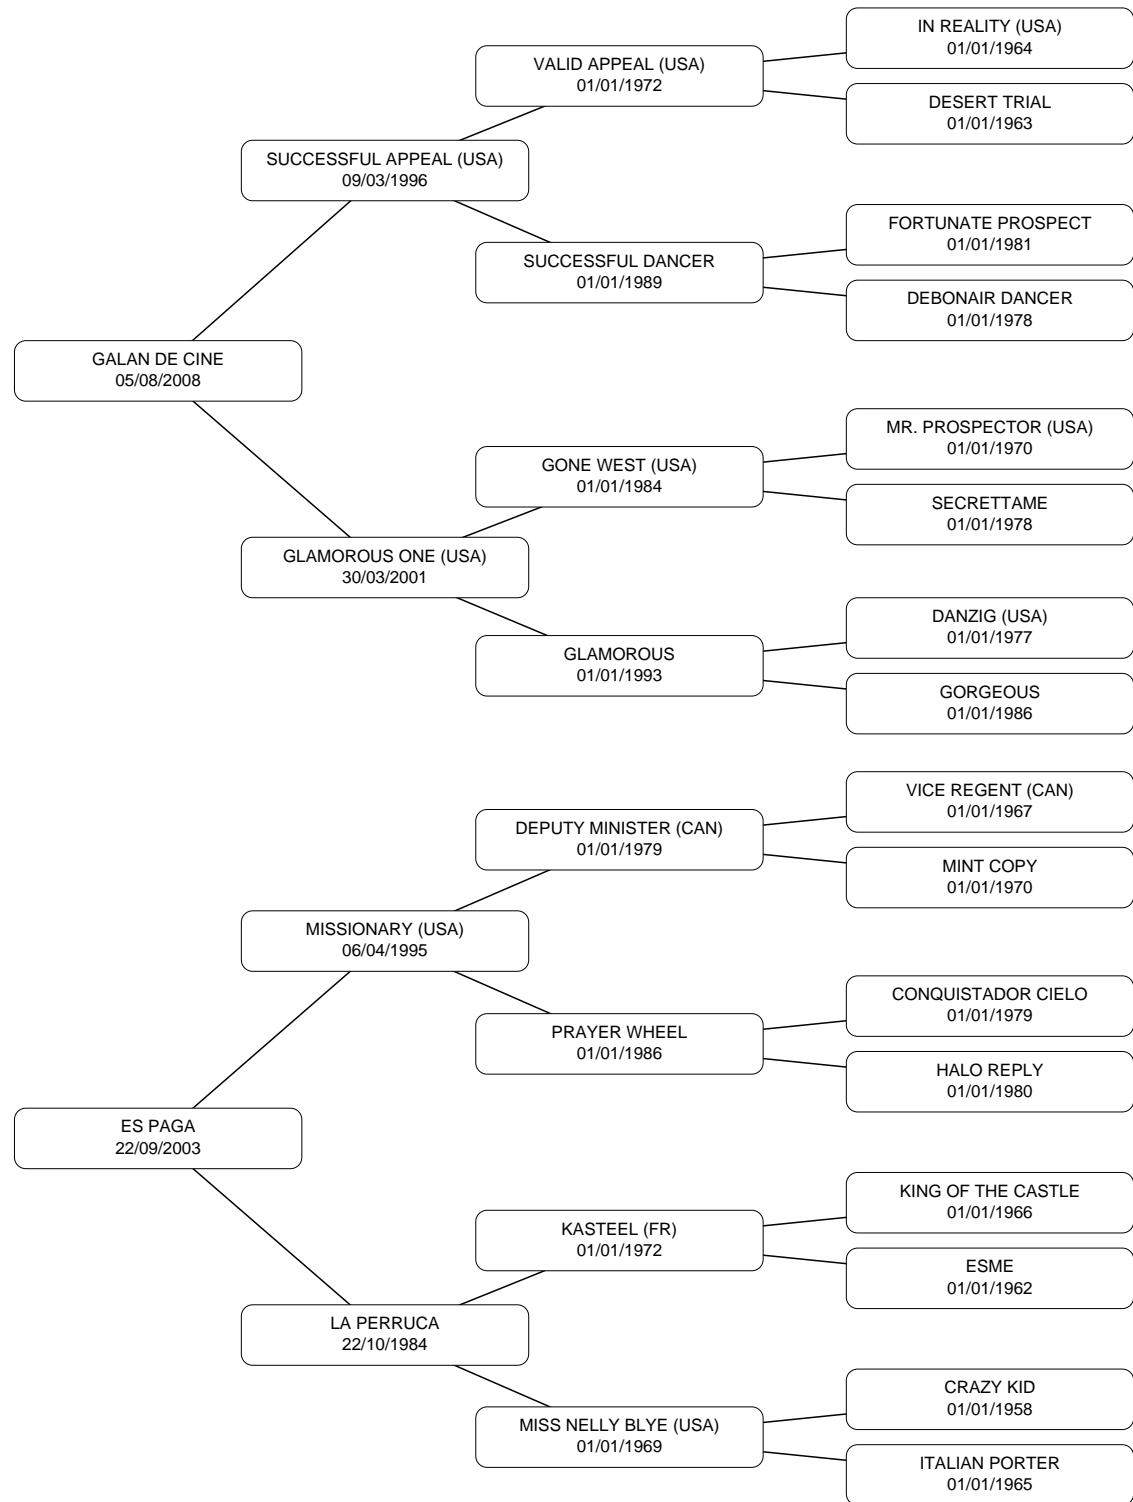 IN REALITY (USA)
01/01/1964
VALID APPEAL (USA)
01/01/1972
DESERT TRIAL
01/01/1963
SUCCESSFUL APPEAL (USA)
09/03/1996
FORTUNATE PROSPECT
01/01/1981
SUCCESSFUL DANCER
01/01/1989
DEBONAIR DANCER
01/01/1978
GALAN DE CINE
05/08/2008
MR. PROSPECTOR (USA)
01/01/1970
GONE WEST (USA)
01/01/1984
SECRETTAME
01/01/1978
GLAMOROUS ONE (USA)
30/03/2001
DANZIG (USA)
01/01/1977
GLAMOROUS
01/01/1993
GORGEOUS
01/01/1986
VICE REGENT (CAN)
01/01/1967
DEPUTY MINISTER (CAN)
01/01/1979
MINT COPY
01/01/1970
MISSIONARY (USA)
06/04/1995
CONQUISTADOR CIELO
01/01/1979
PRAYER WHEEL
01/01/1986
HALO REPLY
01/01/1980
ES PAGA
22/09/2003
KING OF THE CASTLE
01/01/1966
KASTEEL (FR)
01/01/1972
ESME
01/01/1962
LA PERRUCA
22/10/1984
CRAZY KID
01/01/1958
MISS NELLY BLYE (USA)
01/01/1969
ITALIAN PORTER
01/01/1965